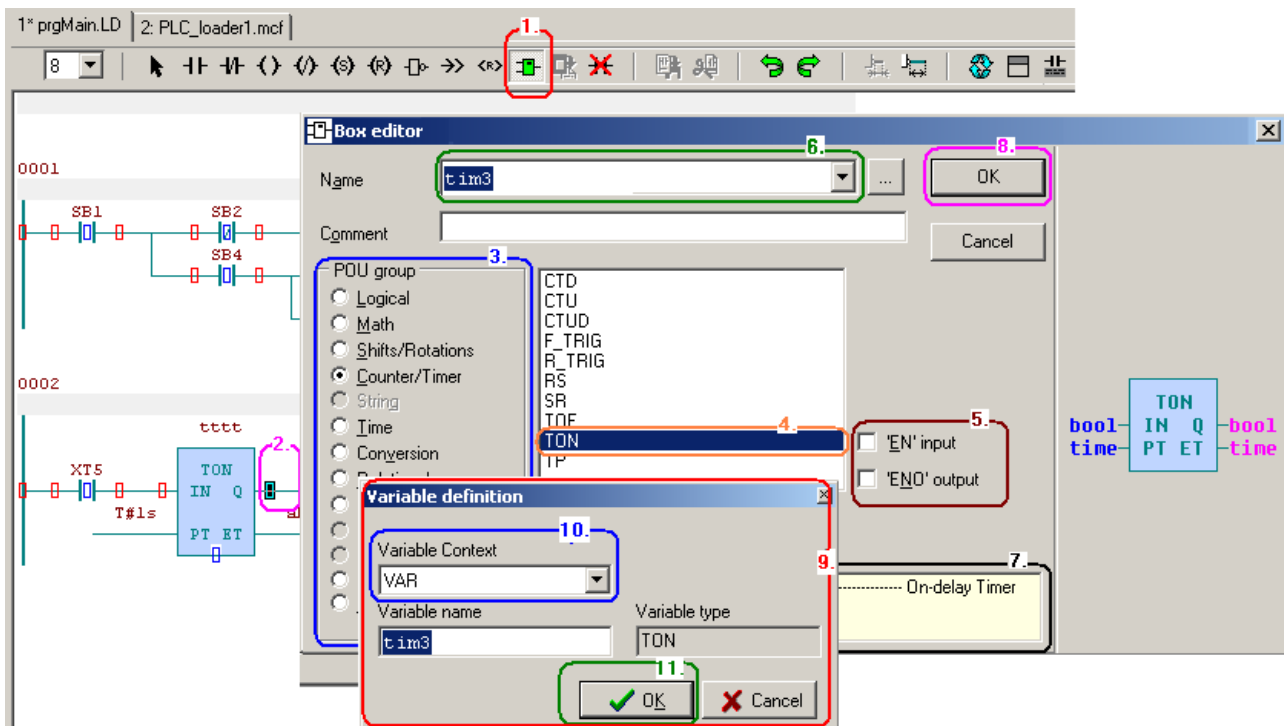 1* prgMain.LD
2: PLC_loader1.mcf
1.
8
(S)
(R)
<R>
Box editor
6.
8.
0001
Name
tim3
...
OK
SB1
SB2
Comment
Cancel
SB4
3.
POU group
Logical
Math
Shifts/Rotations
Counter/Timer
String
Time
Conversion
CTD
CTU
CTUD
F_TRIG
R_TRIG
RS
SR
TOF
TON
TP
4.
5.
'EN' input
'ENO' output
TON
bool IN Q bool
time PT ET time
0002
tttt
2.
XT5
TON
IN Q
T#1s
PT ET
Variable definition
10.
9.
7.
Variable Context
VAR
---------- On-delay Timer
Variable name
Variable type
tim3
TON
11.
OK
Cancel